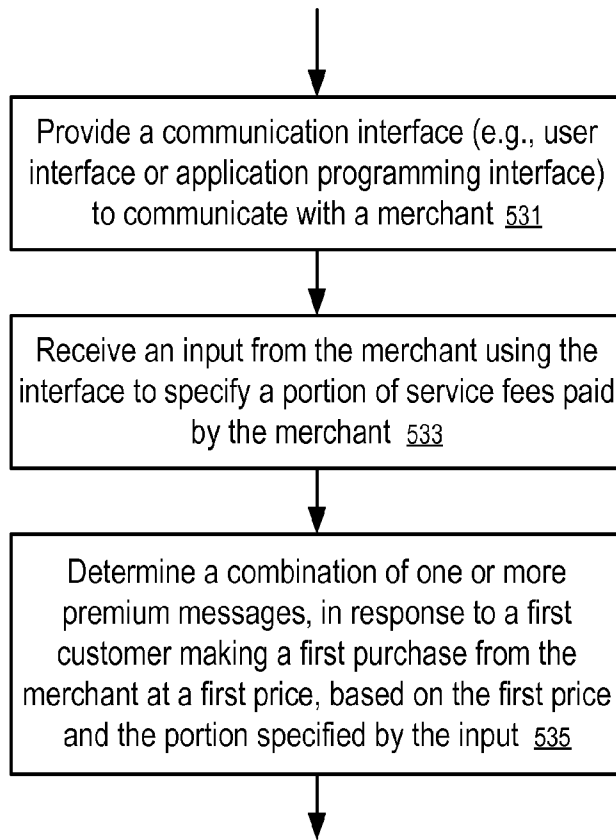 Provide a communication interface (e.g., user
interface or application programming interface)
to communicate with a merchant 531
Receive an input from the merchant using the
interface to specify a portion of service fees paid
by the merchant 533
Determine a combination of one or more
premium messages, in response to a first
customer making a first purchase from the
merchant at a first price, based on the first price
and the portion specified by the input 535